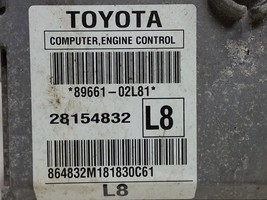 TOYOTA
COMPUTER,ENGINE CONTROL
*89661-02L81*
28154832 L8
864832M181830C61
L8